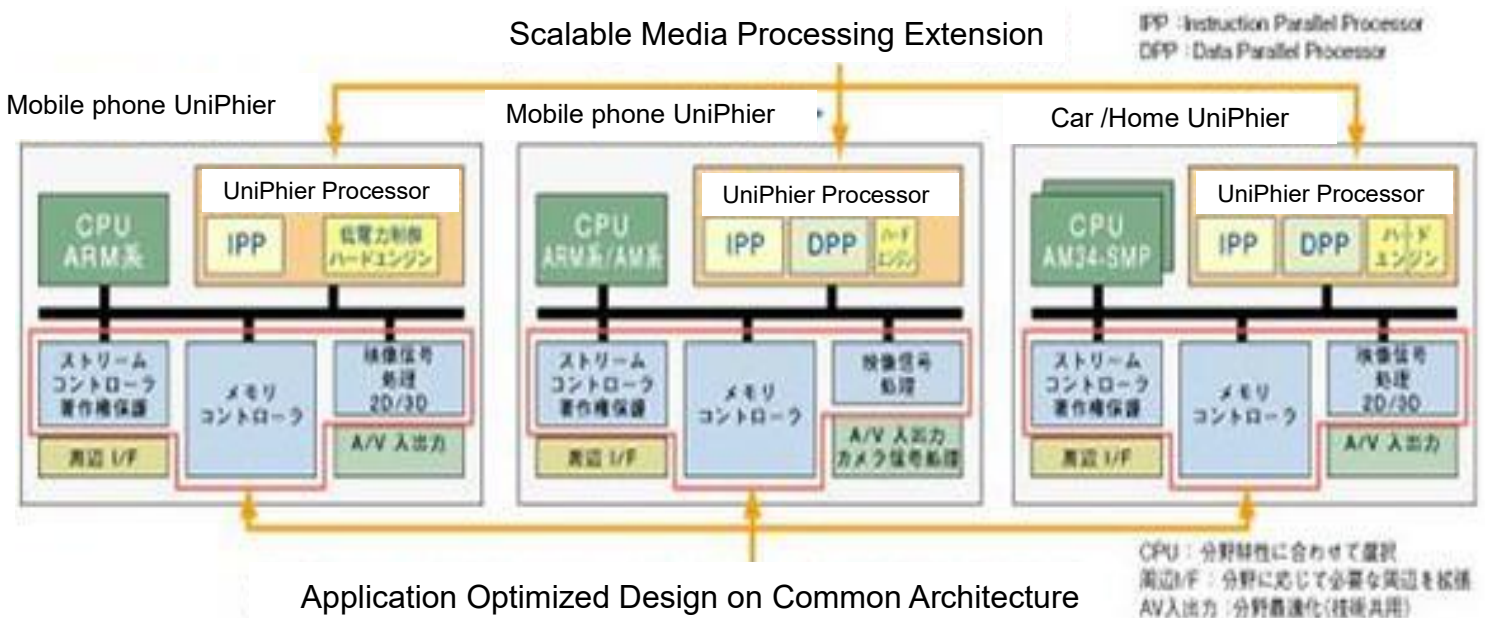 Scalable Media Processing Extension
IPP : Instruction Parallel Processor
DPP : Data Parallel Processor
Mobile phone UniPhier
Mobile phone UniPhier
Car /Home UniPhier
CPU
ARM系
UniPhier Processor
IPP
低電力制御
ハードエンジン
ストリーム
コントローラ
著作権保護
メモリ
コントローラ
映像信号
処理
2D/3D
周辺 I/F
A/V 入出力
CPU
ARM系/AM系
UniPhier Processor
IPP
DPP
ハード
エンジン
ストリーム
コントローラ
著作権保護
メモリ
コントローラ
映像信号
処理
周辺 I/F
A/V 入出力
カメラ信号処理
CPU
AM34-SMP
UniPhier Processor
IPP
DPP
ハード
エンジン
ストリーム
コントローラ
著作権保護
メモリ
コントローラ
映像信号
処理
2D/3D
周辺 I/F
A/V 入出力
Application Optimized Design on Common Architecture
CPU : 分野特性に合わせて選択
周辺I/F : 分野に応じて必要な周辺を拡張
AV入出力 : 分野最適化(技術共用)